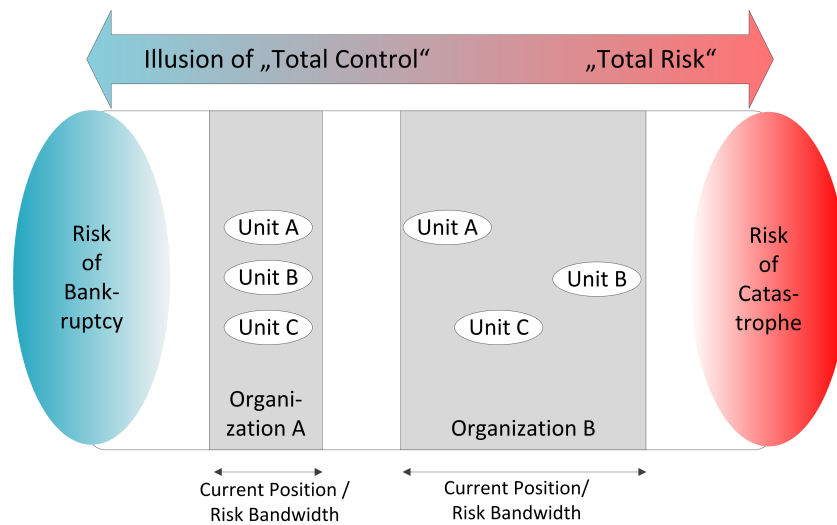 Illusion of „Total Control“
„Total Risk“
Risk
of
Bank-
ruptcy
Unit A
Unit B
Unit C
Organi-
zation A
Unit A
Unit B
Unit C
Organization B
Risk
of
Catas-
trophe
Current Position /
Risk Bandwidth
Current Position/
Risk Bandwidth